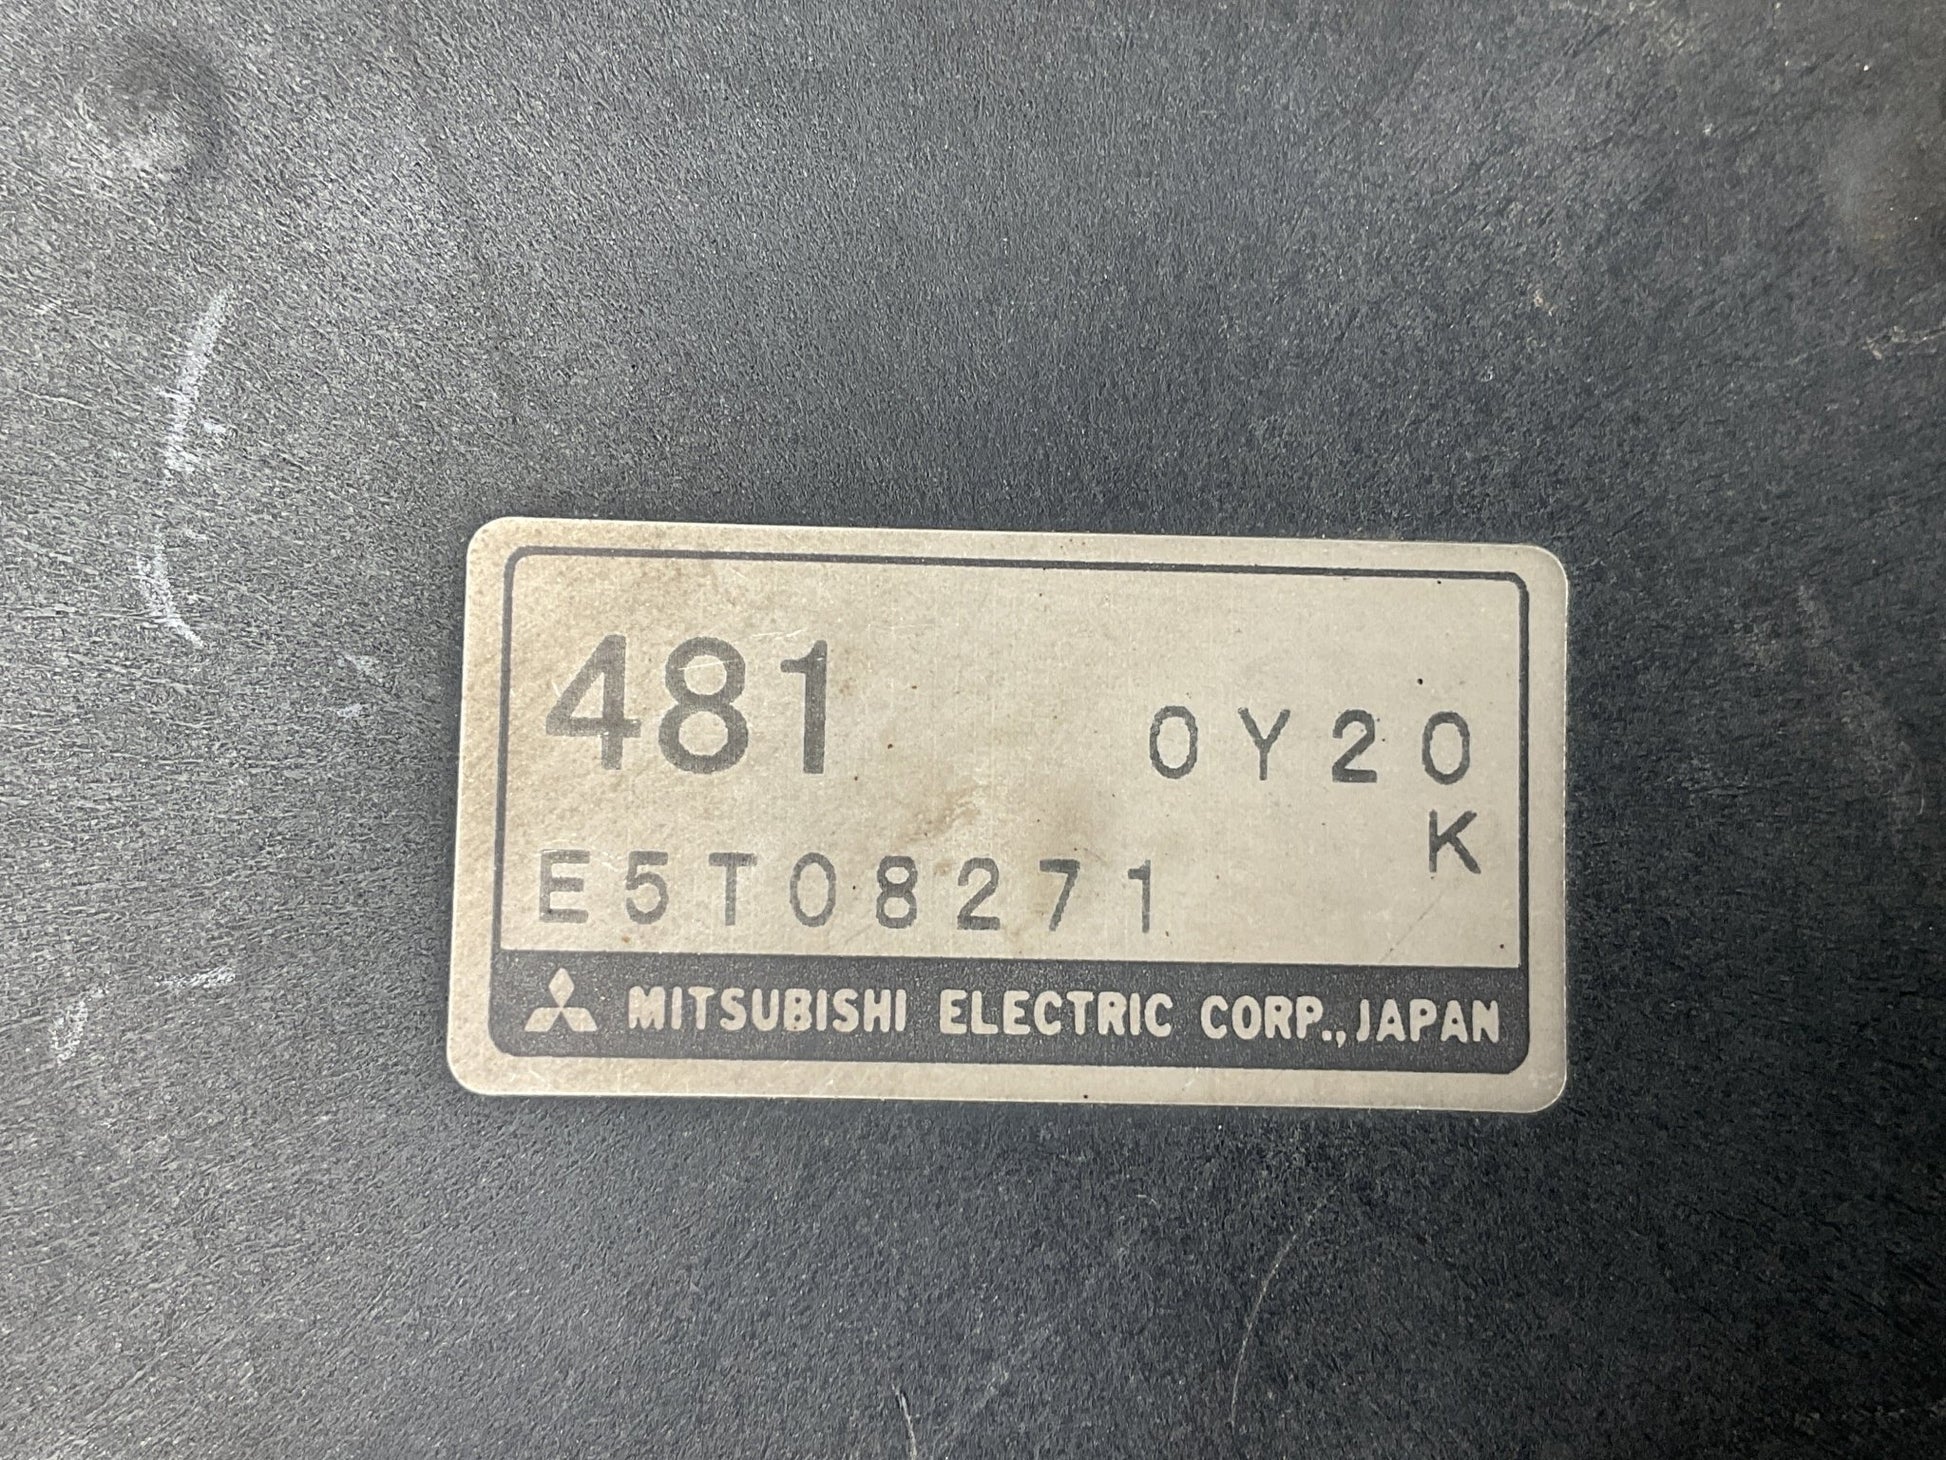 481 0Y20
K
E5T08271
MITSUBISHI ELECTRIC CORP., JAPAN